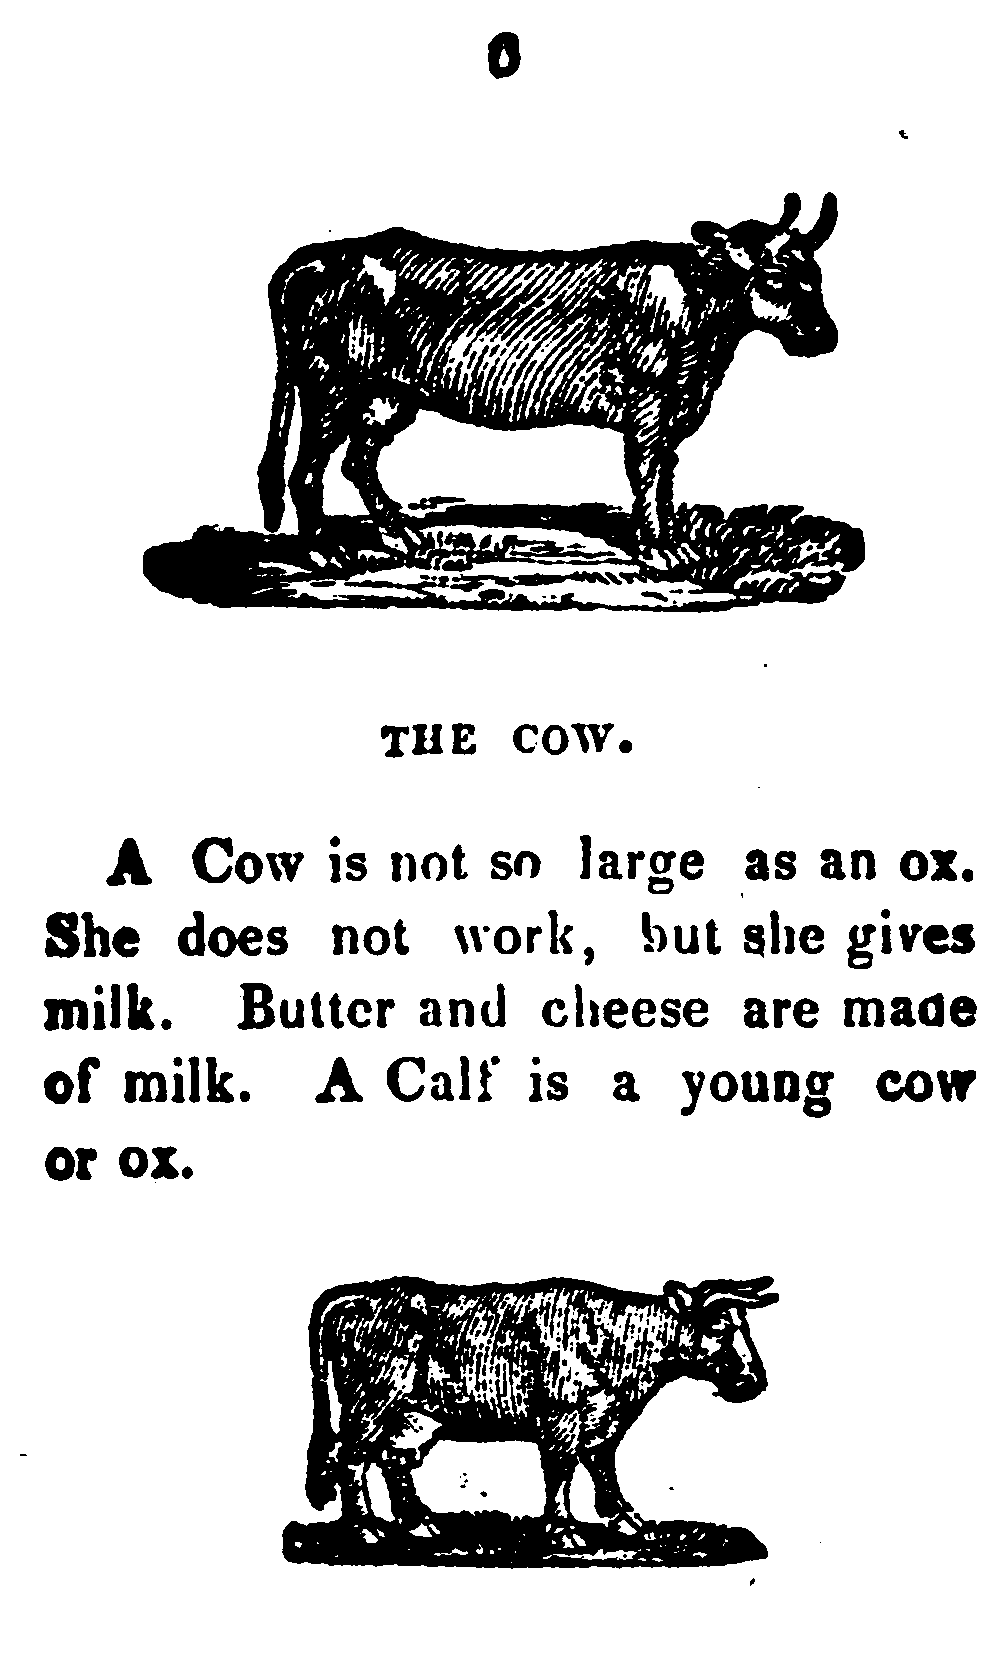 THE COW.
A Cow is not so large as an ox.
She does not work, but she gives
milk. Butter and cheese are made
of milk. A Calf is a young cow
or ox.